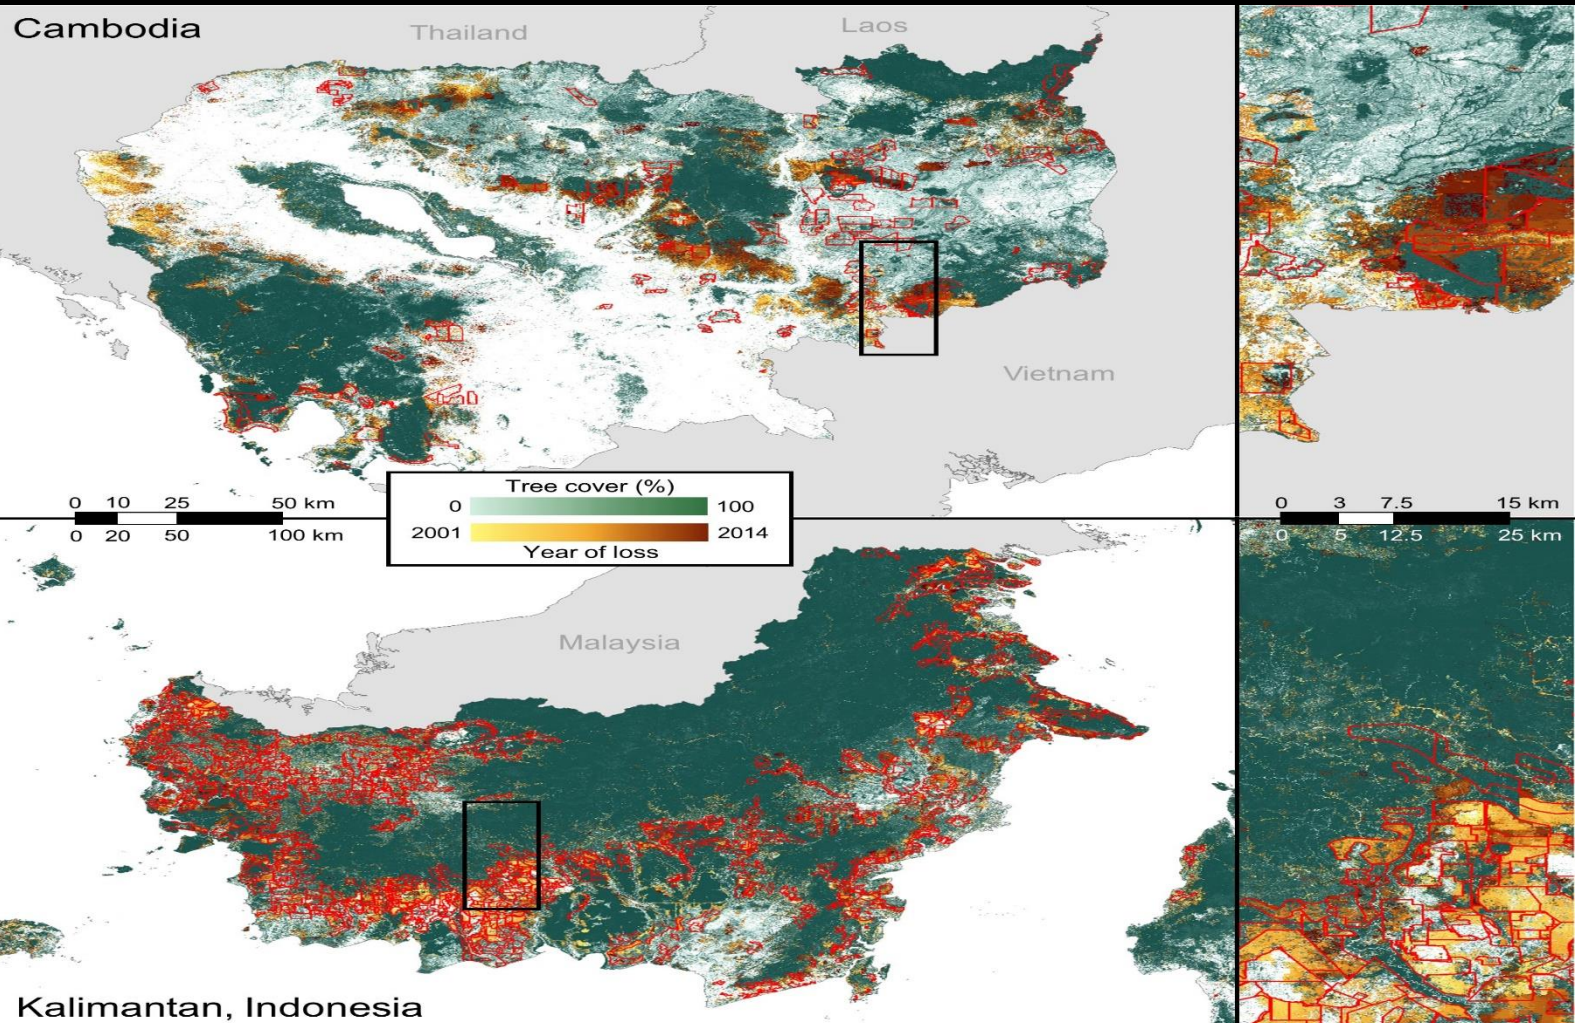 Cambodia
Thailand
Laos
Vietnam
Tree cover (%)
0 100
2001 2014
Year of loss
0 10 25 50 km
0 20 50 100 km
0 3 7.5 15 km
0 5 12.5 25 km
Malaysia
Kalimantan, Indonesia